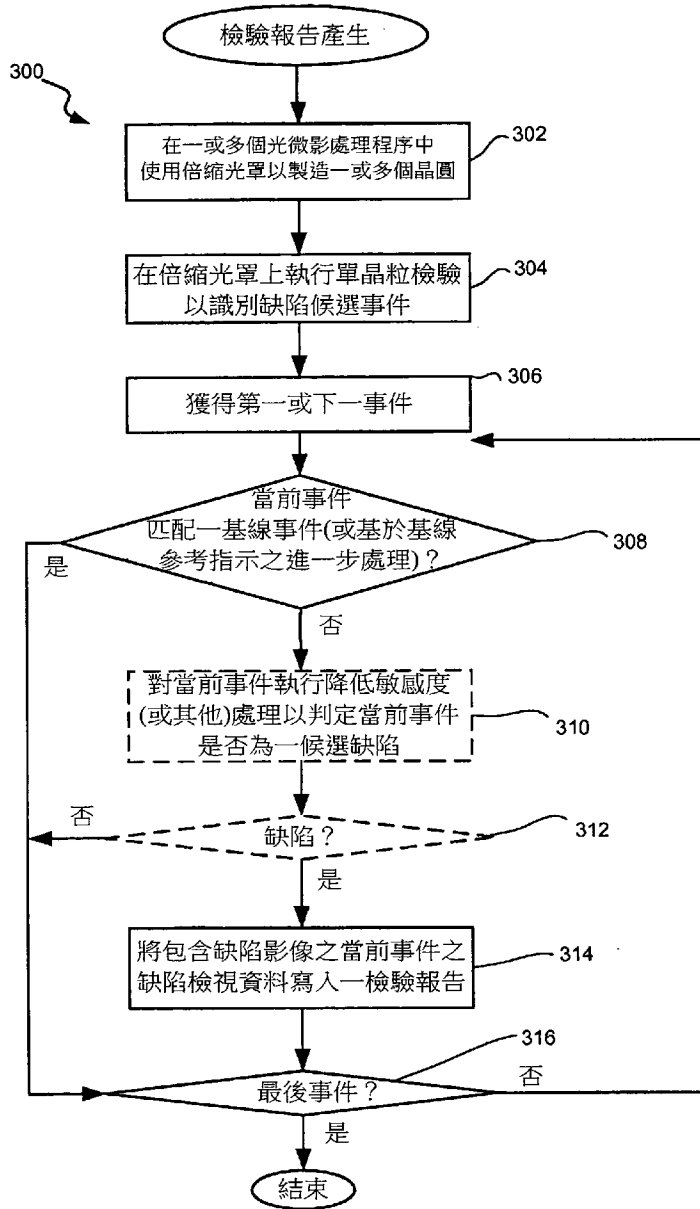 檢驗報告產生
300
302
在一或多個光微影處理程序中
使用倍縮光罩以製造一或多個晶圓
304
在倍縮光罩上執行單晶粒檢驗
以識別缺陷候選事件
306
獲得第一或下一事件
當前事件
匹配一基線事件(或基於基線
參考指示之進一步處理)？
308
是
否
對當前事件執行降低敏感度
(或其他)處理以判定當前事件
是否為一候選缺陷
310
否
缺陷？
312
是
將包含缺陷影像之當前事件之
缺陷檢視資料寫入一檢驗報告
314
316
最後事件？
否
是
結束